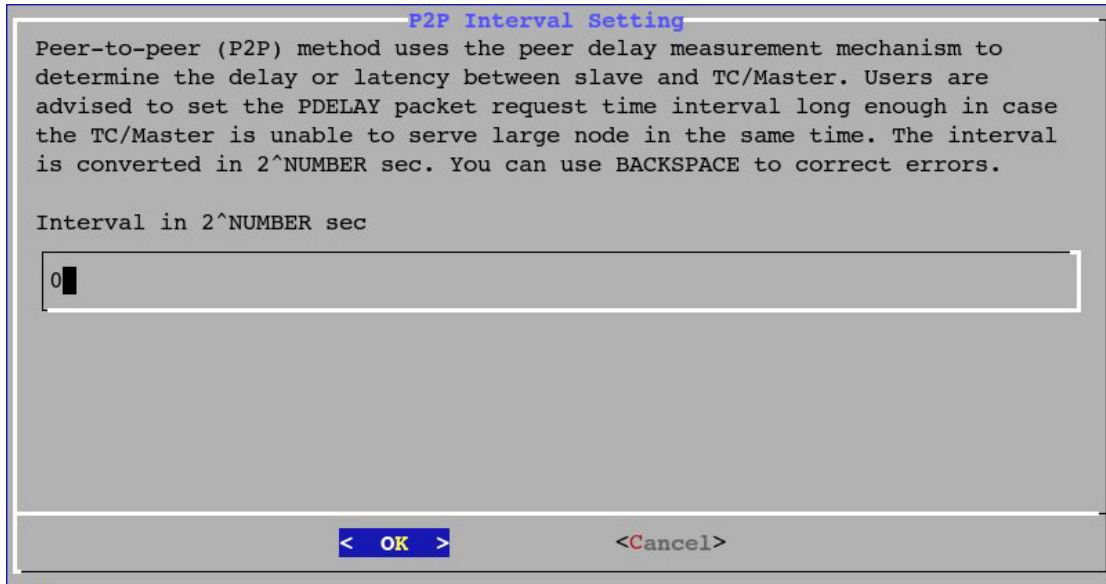 P2P Interval Setting
Peer-to-peer (P2P) method uses the peer delay measurement mechanism to
determine the delay or latency between slave and TC/Master. Users are
advised to set the PDELAY packet request time interval long enough in case
the TC/Master is unable to serve large node in the same time. The interval
is converted in 2^NUMBER sec. You can use BACKSPACE to correct errors.
Interval in 2^NUMBER sec
0
< OK > <Cancel>